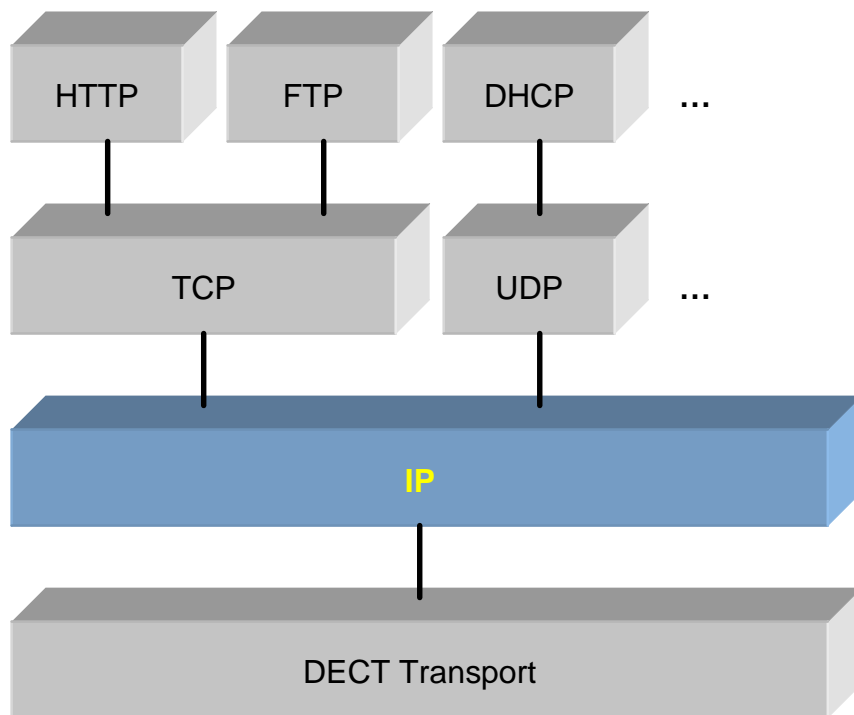 HTTP FTP DHCP ...
TCP UDP ...
IP
DECT Transport